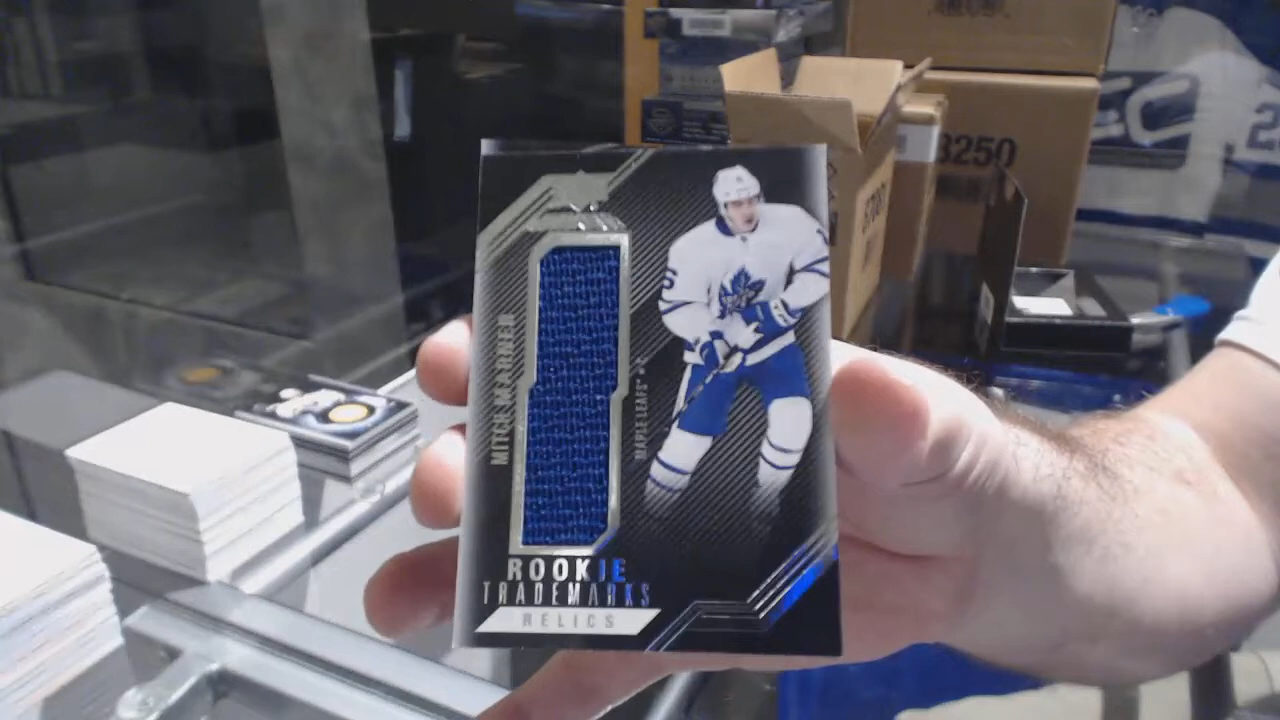 MITCH MARNER
MAPLE LEAFS
ROOKIE
TRADEMARKS
RELICS
3250